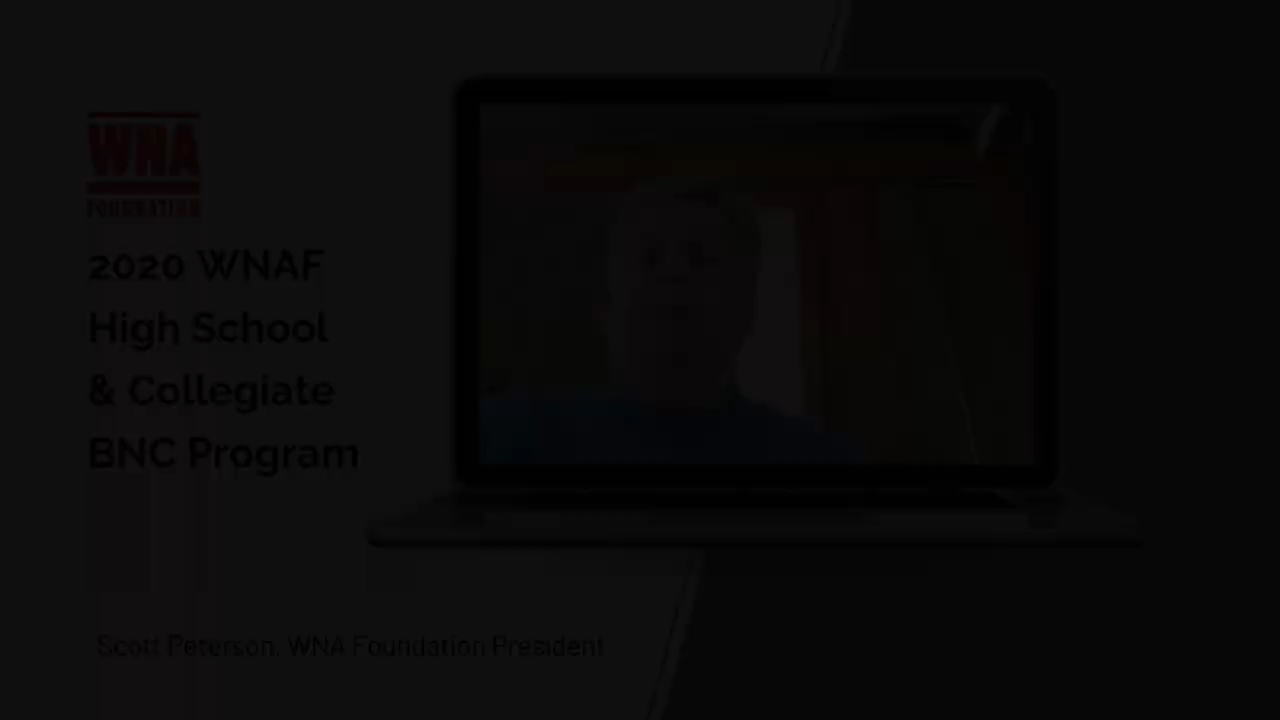 WNA
FOUNDATION
2020 WNAF
High School
& Collegiate
BNC Program
Scott Peterson, WNA Foundation President